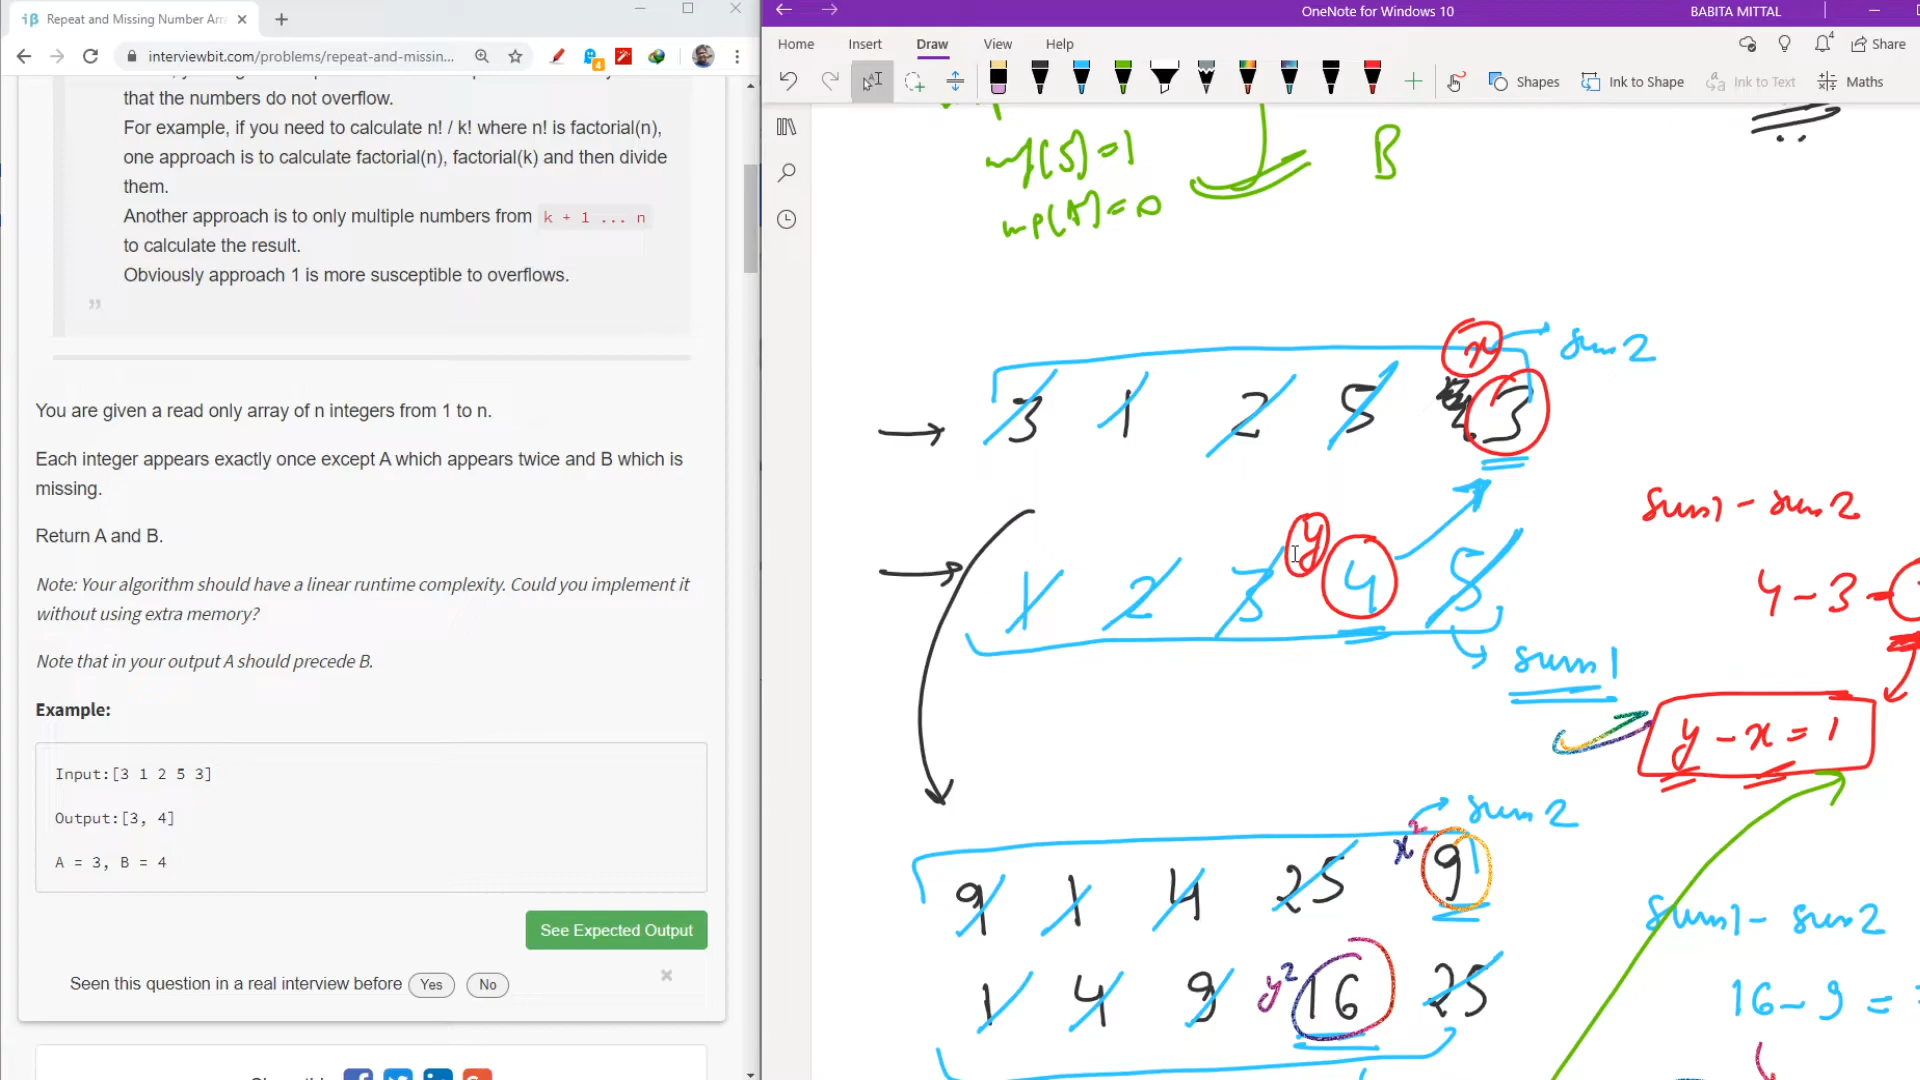 Repeat and Missing Number Arr
interviewbit.com/problems/repeat-and-missin...
that the numbers do not overflow.
For example, if you need to calculate n! / k! where n! is factorial(n),
one approach is to calculate factorial(n), factorial(k) and then divide
them.
Another approach is to only multiple numbers from k + 1 ... n
to calculate the result.
Obviously approach 1 is more susceptible to overflows.
You are given a read only array of n integers from 1 to n.
Each integer appears exactly once except A which appears twice and B which is
missing.
Return A and B.
Note: Your algorithm should have a linear runtime complexity. Could you implement it
without using extra memory?
Note that in your output A should precede B.
Example:
Input:[3 1 2 5 3]
Output:[3, 4]
A = 3, B = 4
See Expected Output
Seen this question in a real interview before Yes No
OneNote for Windows 10
BABITA MITTAL
Home Insert Draw View Help
4
Share
Shapes
Ink to Shape
Ink to Text
Maths
B
x
sum 2
3 1 2 5 3
sum1 - sum2
y
1 2 3 4 5
4 - 3
sum 1
y - x = 1
sum 2
x²
9 1 4 25 9
sum1 - sum2
1 4 9 y² 16 25
16 - 9 =